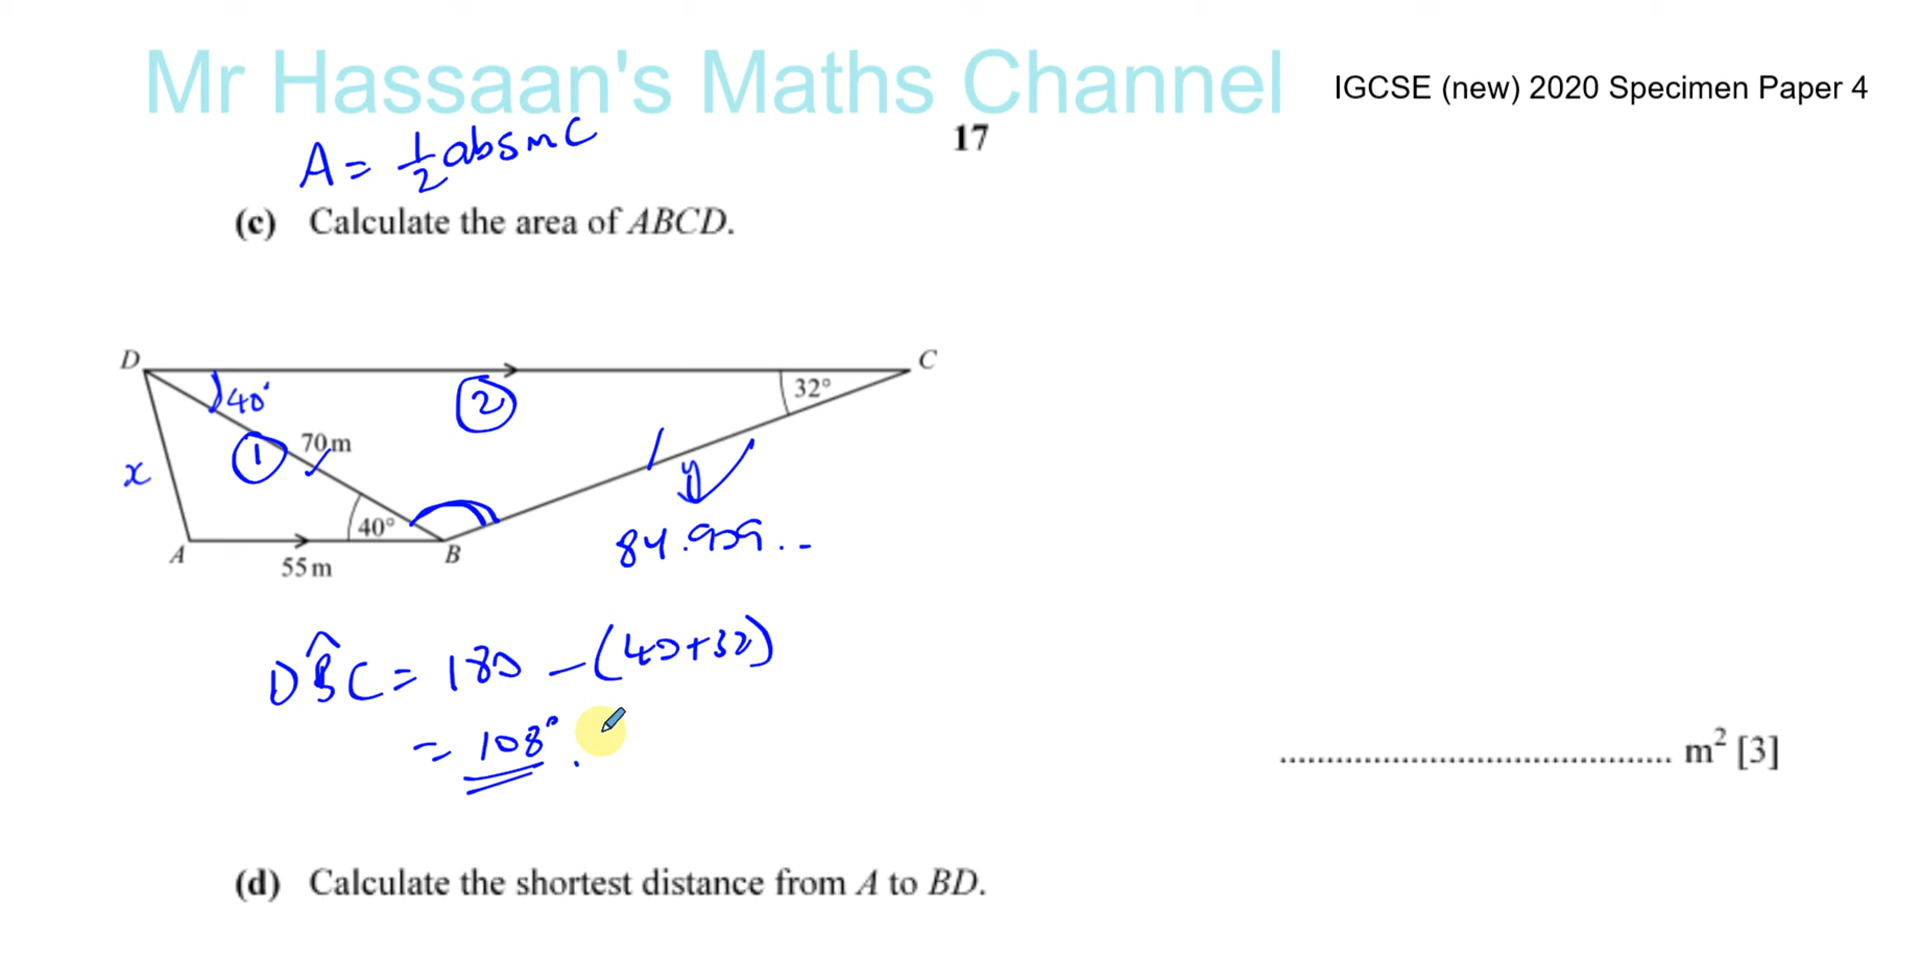 Mr Hassaan's Maths Channel
IGCSE (new) 2020 Specimen Paper 4
A = 1/2 ab sin C
17
(c) Calculate the area of ABCD.
D
C
40°
2
32°
1
70 m
x
y
40°
A
B
55 m
84.959...
DB̂C = 180 - (40+32)
= 108°.
........................................ m² [3]
(d) Calculate the shortest distance from A to BD.